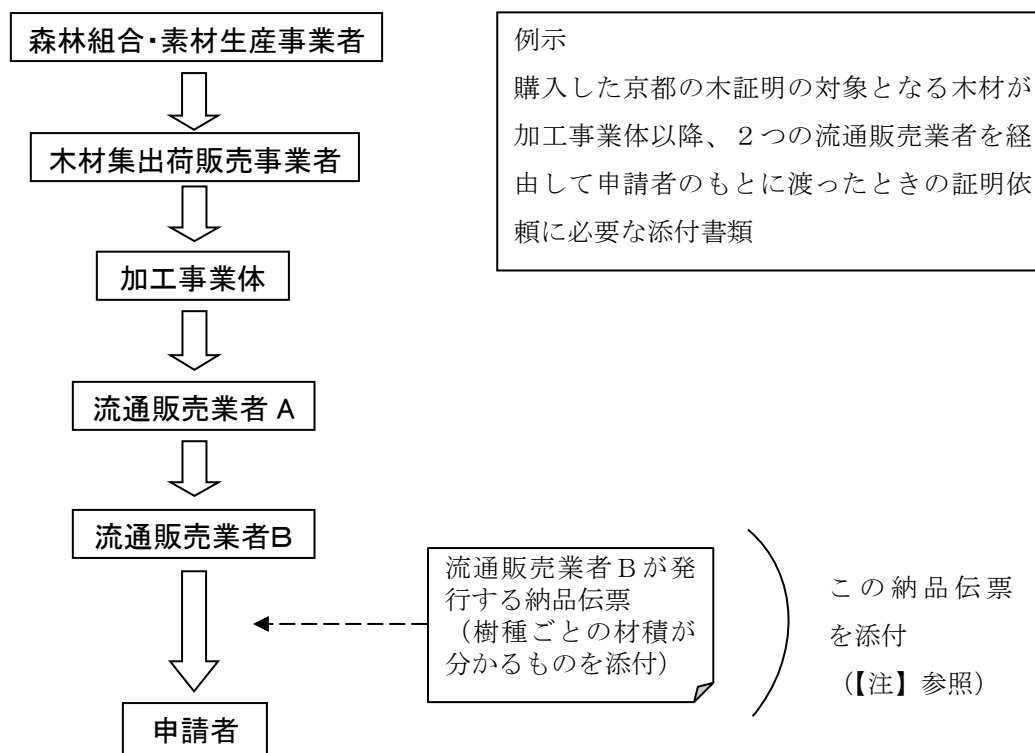 森林組合・素材生産事業者
木材集出荷販売事業者
加工事業体
流通販売業者 A
流通販売業者B
申請者
例示
購入した京都の木証明の対象となる木材が
加工事業体以降、２つの流通販売業者を経
由して申請者のもとに渡ったときの証明依
頼に必要な添付書類
流通販売業者Ｂが発
行する納品伝票
（樹種ごとの材積が
分かるものを添付）
この納品伝票
を添付
（【注】参照）